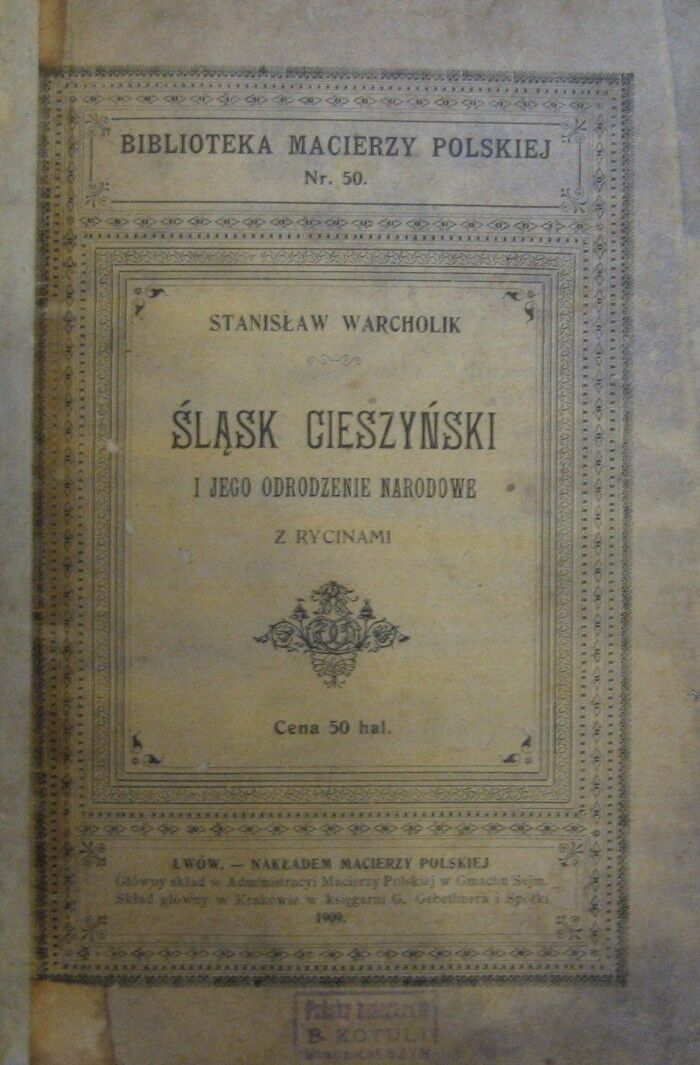 BIBLIOTEKA MACIERZY POLSKIEJ
Nr. 50.
STANISŁAW WARCHOLIK
ŚLĄSK CIESZYŃSKI
I JEGO ODRODZENIE NARODOWE
Z RYCINAMI
Cena 50 hal.
LWÓW. — NAKŁADEM MACIERZY POLSKIEJ
Główny skład w Administracyi Macierzy Polskiej w Gmachu Sejm.
Skład główny w Krakowie w księgarni G. Gebethnera i Spółki
1909.
B. KOTULI